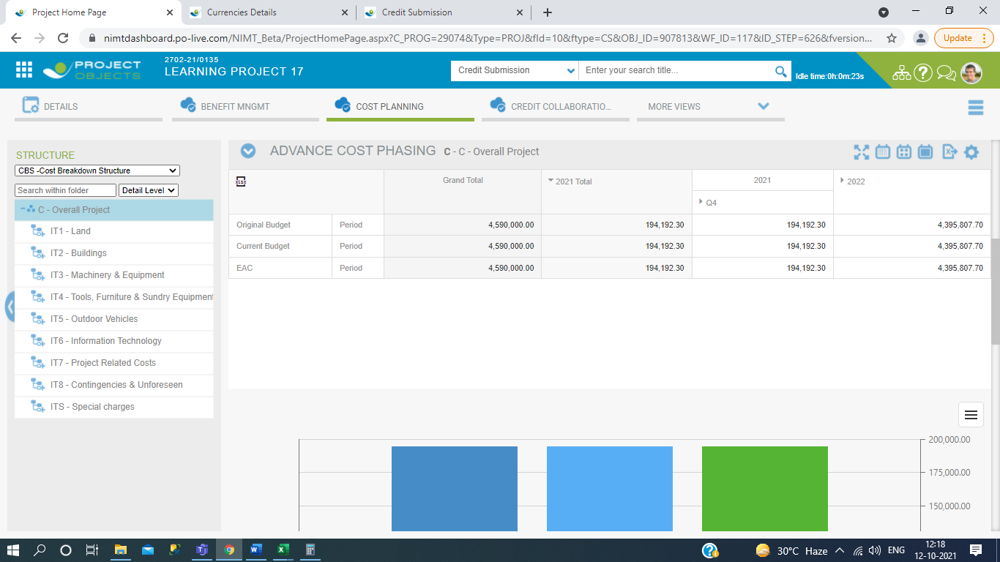 Project Home Page
Currencies Details
Credit Submission
nimtdashboard.po-live.com/NIMT_Beta/ProjectHomePage.aspx?C_PROG=29074&Type=PROJ&fId=10&ftype=CS&OBJ_ID=907813&WF_ID=117&ID_STEP=626&fversion...
Update
PROJECT
OBJECTS
2702-21/0135
LEARNING PROJECT 17
Credit Submission
Enter your search title...
Idle time:0h:0m:23s
DETAILS
BENEFIT MNGMT
COST PLANNING
CREDIT COLLABORATIO...
MORE VIEWS
STRUCTURE
CBS -Cost Breakdown Structure
Search within folder
Detail Level
C - Overall Project
IT1 - Land
IT2 - Buildings
IT3 - Machinery & Equipment
IT4 - Tools, Furniture & Sundry Equipment
IT5 - Outdoor Vehicles
IT6 - Information Technology
IT7 - Project Related Costs
IT8 - Contingencies & Unforeseen
ITS - Special charges
ADVANCE COST PHASING C - C - Overall Project
xlsx
Grand Total
2021 Total
2021
2022
Q4
Original Budget Period 4,590,000.00 194,192.30 194,192.30 4,395,807.70
Current Budget Period 4,590,000.00 194,192.30 194,192.30 4,395,807.70
EAC Period 4,590,000.00 194,192.30 194,192.30 4,395,807.70
200,000.00
175,000.00
150,000.00
30°C Haze
ENG
12:18
12-10-2021